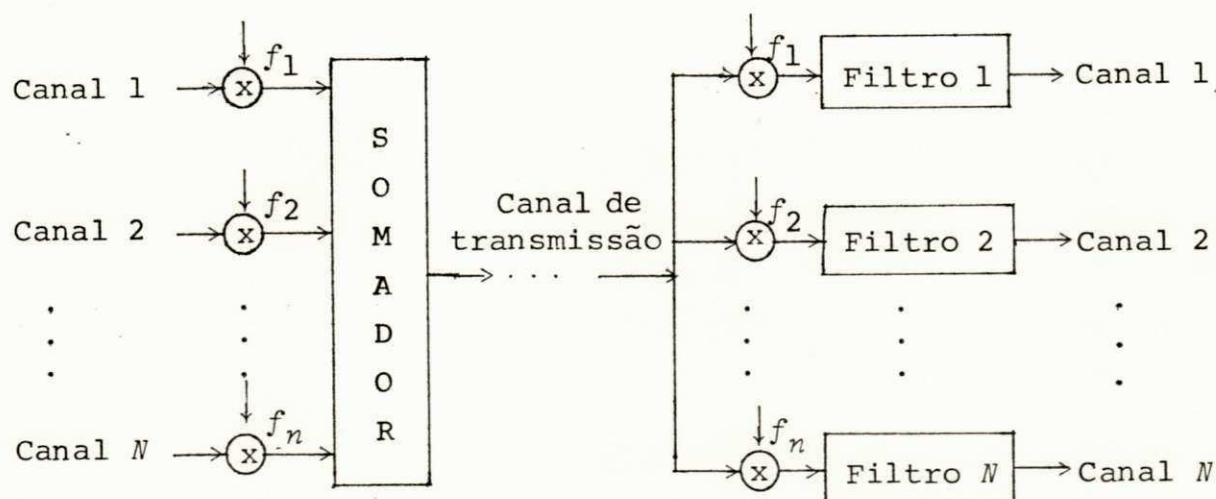 f1
Canal 1 X
f1
X Filtro 1 Canal 1
SOMADOR
f2
Canal 2 X
Canal de
transmissão
f2
X Filtro 2 Canal 2
fn
Canal N X
fn
X Filtro N Canal N